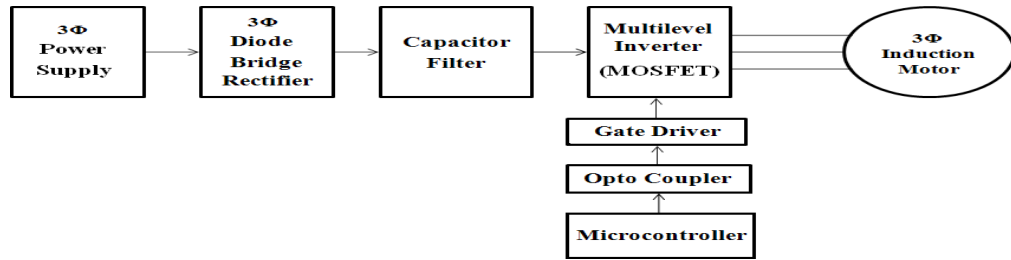 3Φ
Power
Supply
3Φ
Diode
Bridge
Rectifier
Capacitor
Filter
Multilevel
Inverter
(MOSFET)
3Φ
Induction
Motor
Gate Driver
Opto Coupler
Microcontroller